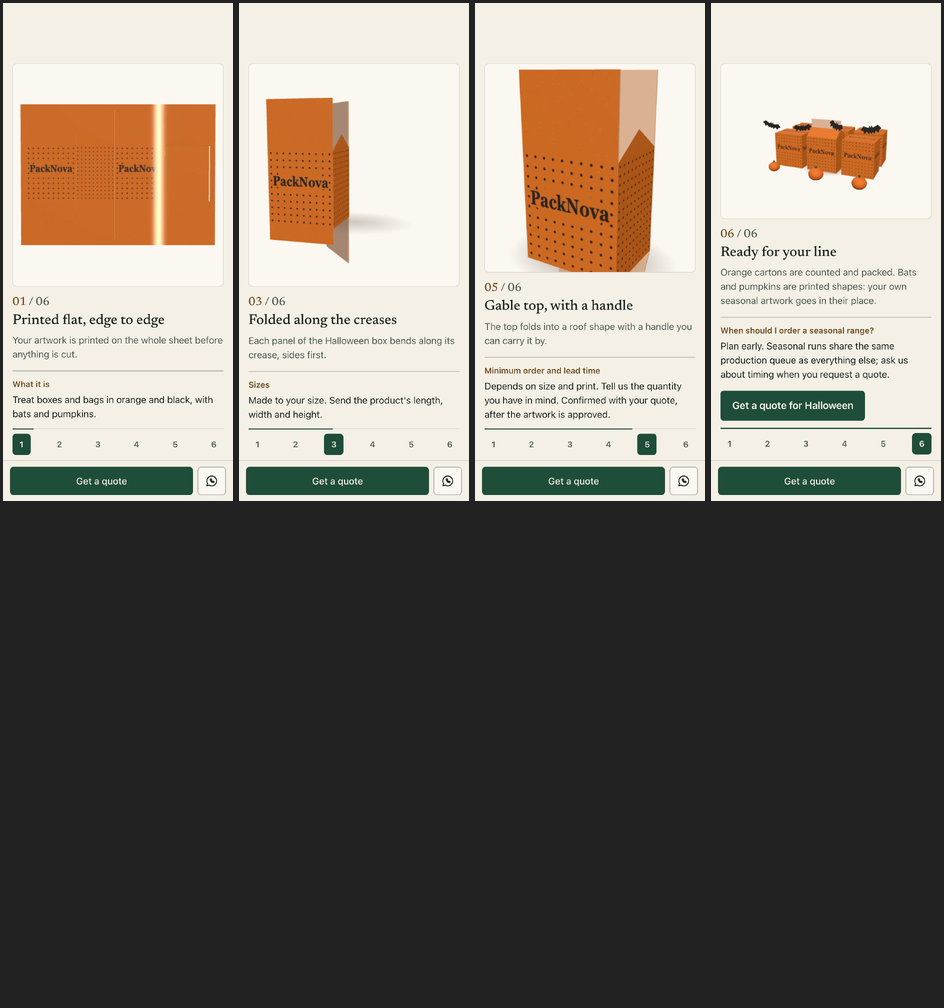 PackNova
PackNov
01 / 06
Printed flat, edge to edge
Your artwork is printed on the whole sheet before
anything is cut.
What it is
Treat boxes and bags in orange and black, with
bats and pumpkins.
1 2 3 4 5 6
Get a quote
PackNova
03 / 06
Folded along the creases
Each panel of the Halloween box bends along its
crease, sides first.
Sizes
Made to your size. Send the product's length,
width and height.
1 2 3 4 5 6
Get a quote
PackNova
05 / 06
Gable top, with a handle
The top folds into a roof shape with a handle you
can carry it by.
Minimum order and lead time
Depends on size and print. Tell us the quantity
you have in mind. Confirmed with your quote,
after the artwork is approved.
1 2 3 4 5 6
Get a quote
PackNova
PackNova
PackNova
06 / 06
Ready for your line
Orange cartons are counted and packed. Bats
and pumpkins are printed shapes: your own
seasonal artwork goes in their place.
When should I order a seasonal range?
Plan early. Seasonal runs share the same
production queue as everything else; ask us
about timing when you request a quote.
Get a quote for Halloween
1 2 3 4 5 6
Get a quote